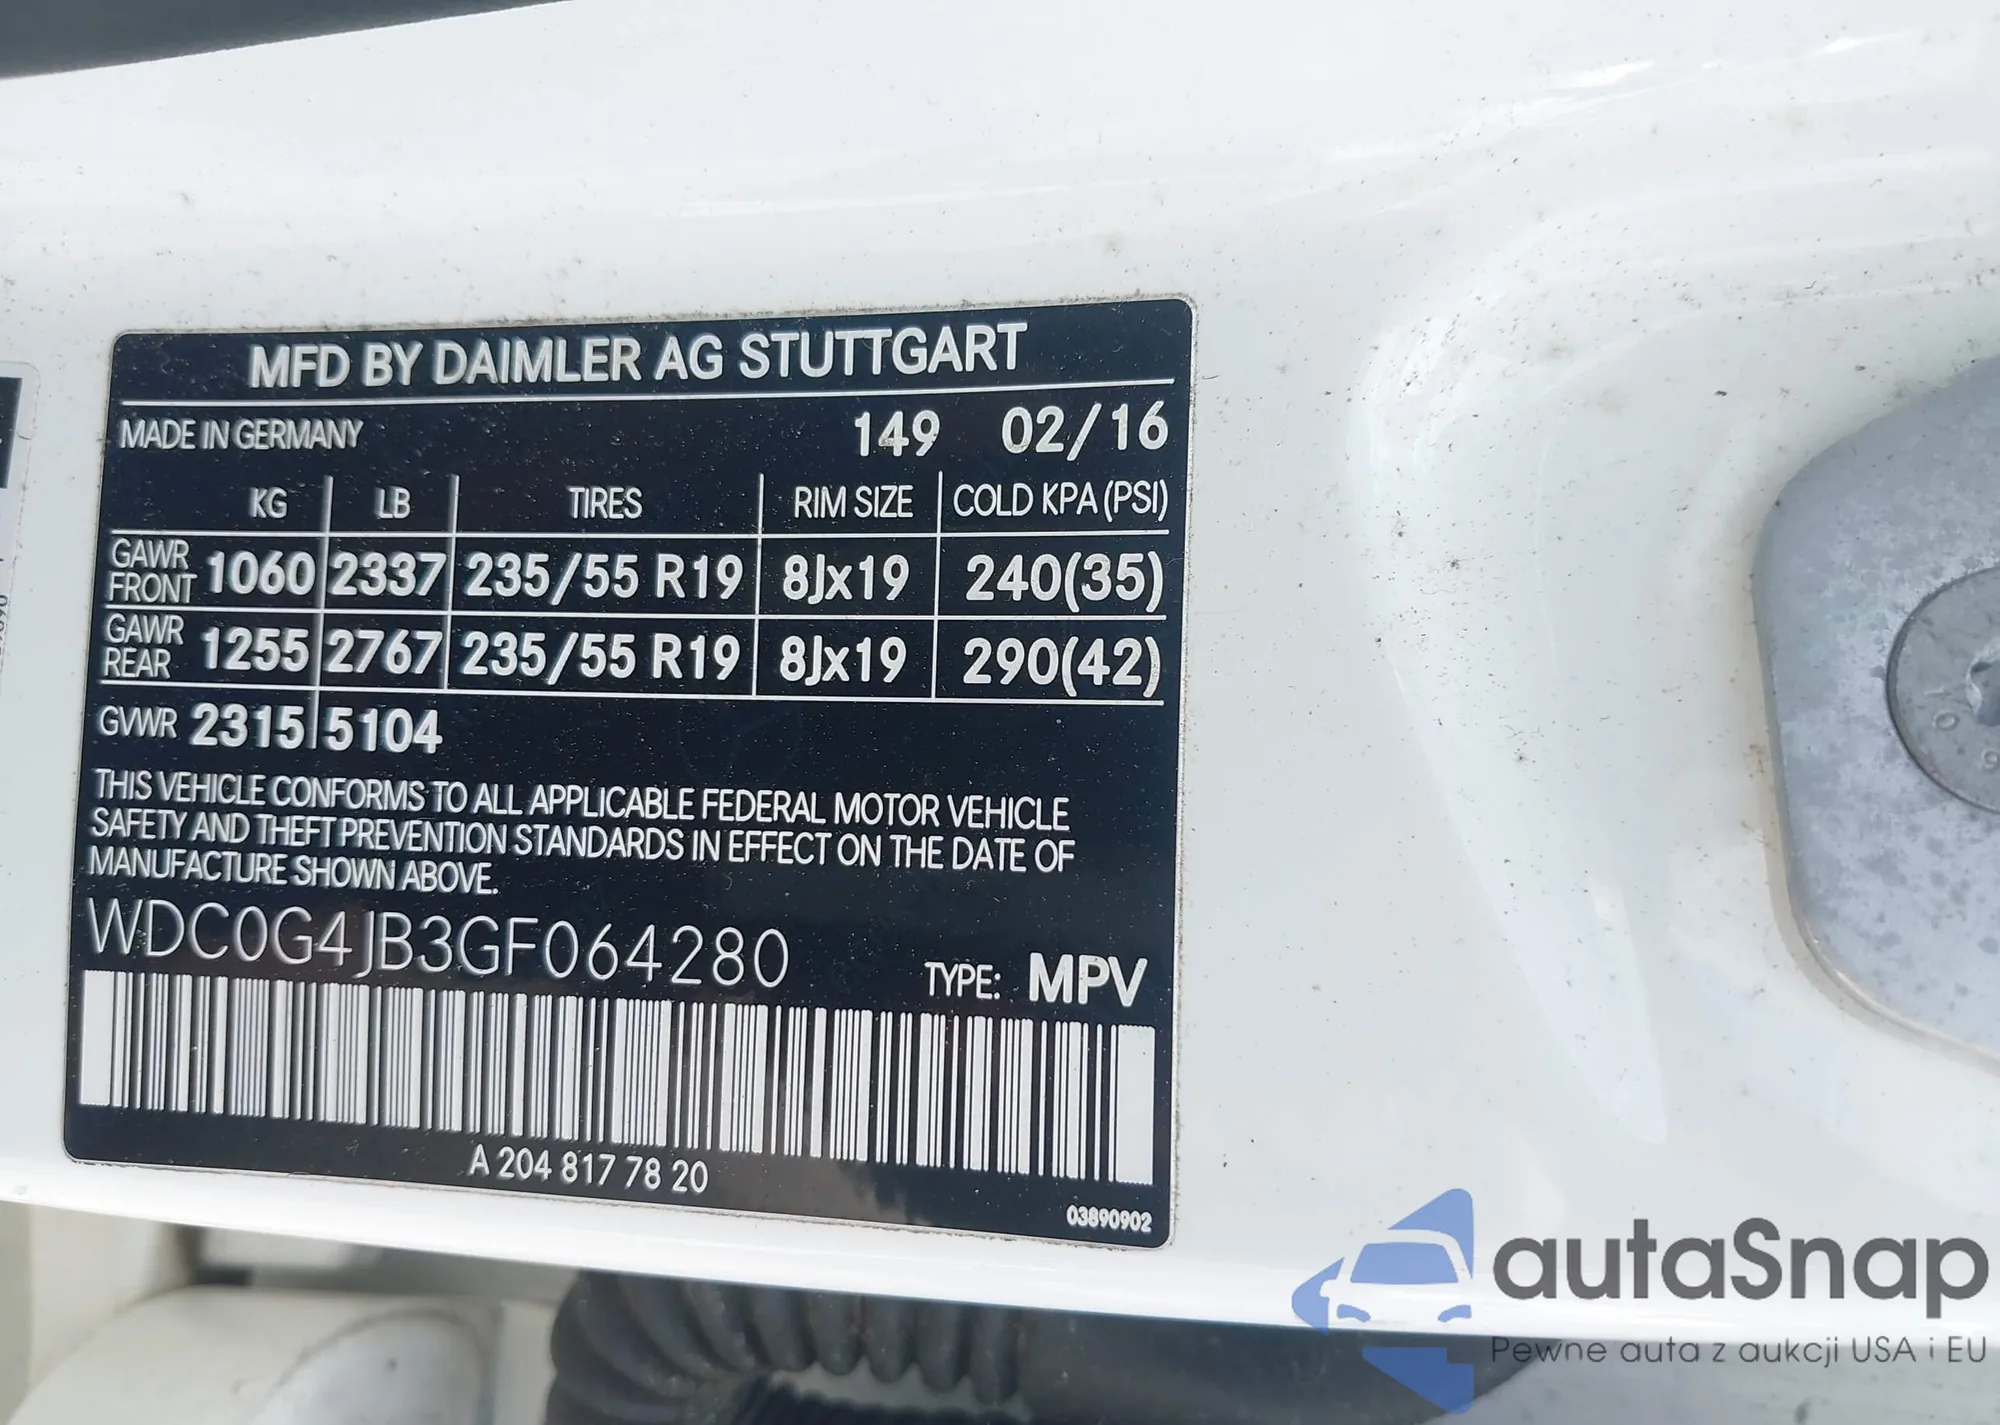 MFD BY DAIMLER AG STUTTGART
MADE IN GERMANY 149 02/16
KG LB TIRES RIM SIZE COLD KPA (PSI)
GAWR FRONT 1060 2337 235/55 R19 8Jx19 240(35)
GAWR REAR 1255 2767 235/55 R19 8Jx19 290(42)
GVWR 2315 5104
THIS VEHICLE CONFORMS TO ALL APPLICABLE FEDERAL MOTOR VEHICLE
SAFETY AND THEFT PREVENTION STANDARDS IN EFFECT ON THE DATE OF
MANUFACTURE SHOWN ABOVE.
WDC0G4JB3GF064280
TYPE: MPV
A 204 817 78 20
03890902
autaSnap
Pewne auta z aukcji USA i EU